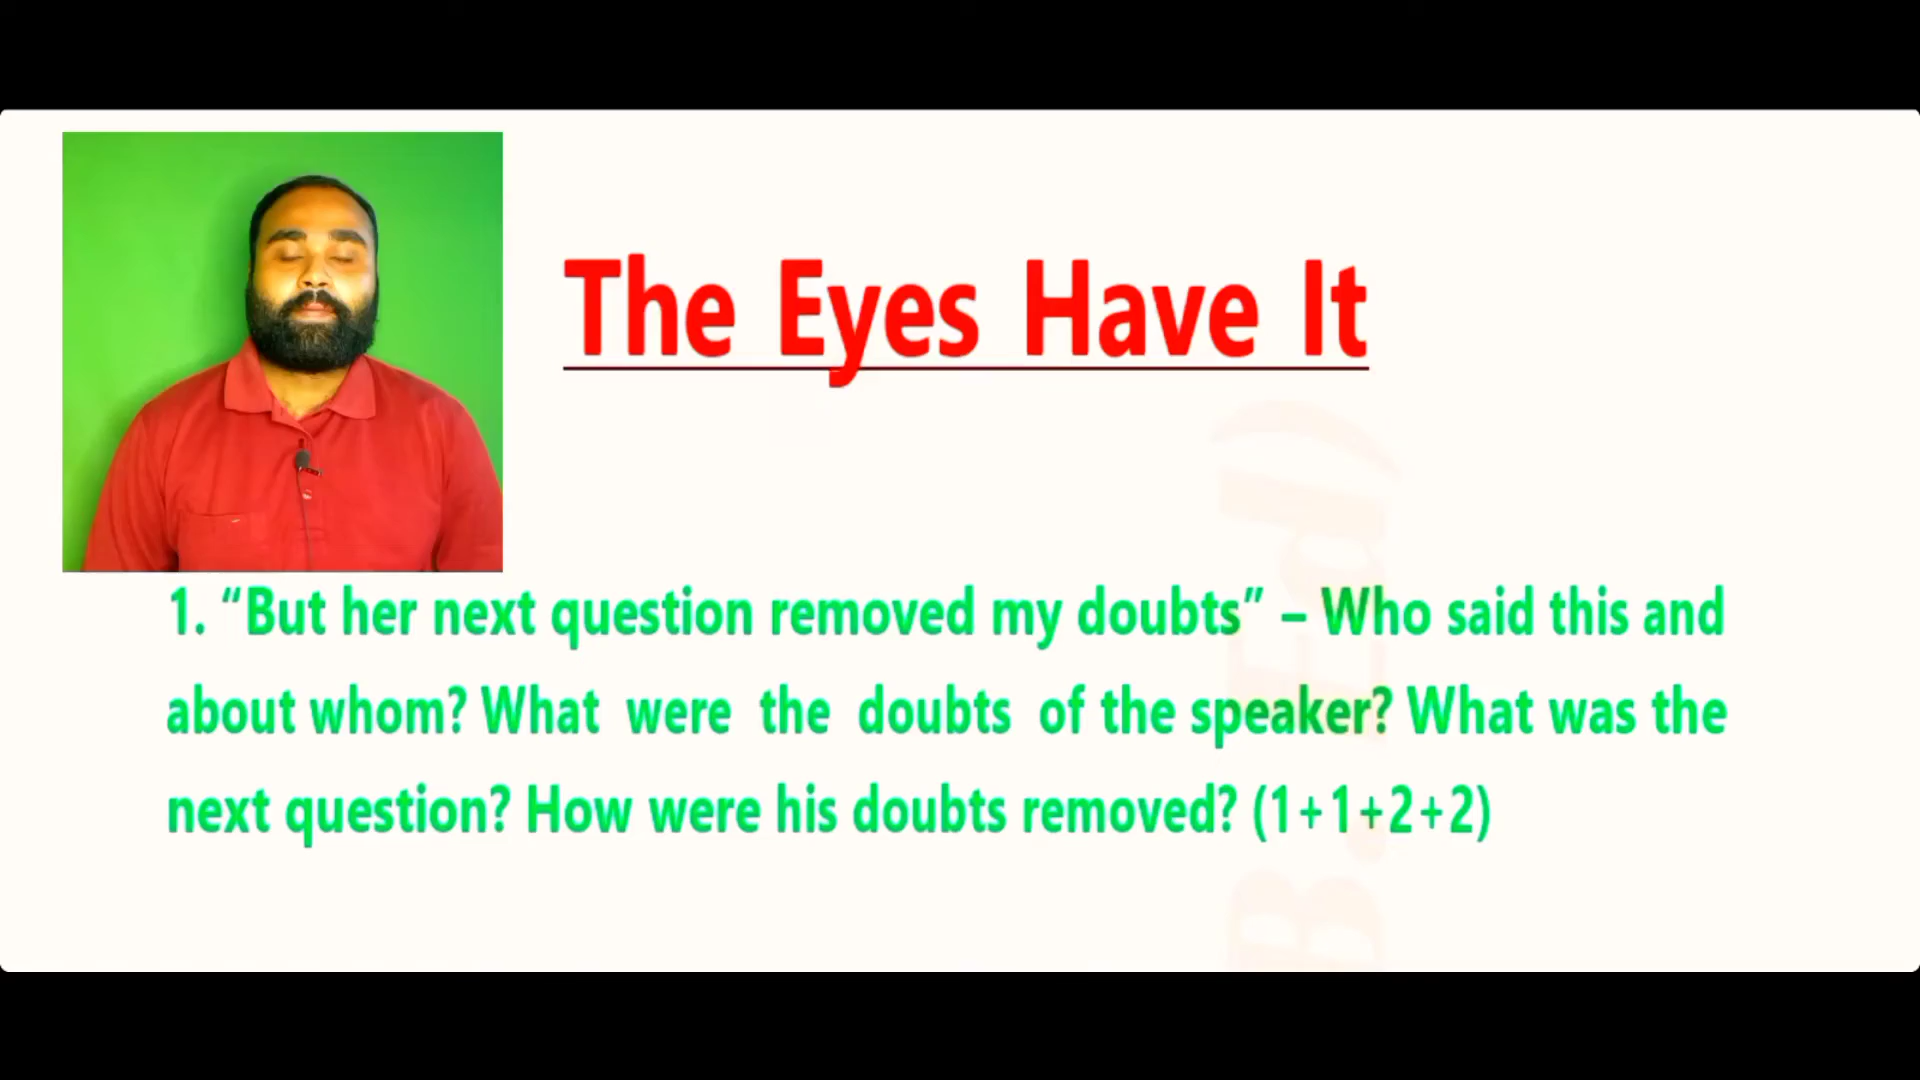 The Eyes Have It
1. “But her next question removed my doubts” – Who said this and
about whom? What were the doubts of the speaker? What was the
next question? How were his doubts removed? (1+1+2+2)
B.Ed)